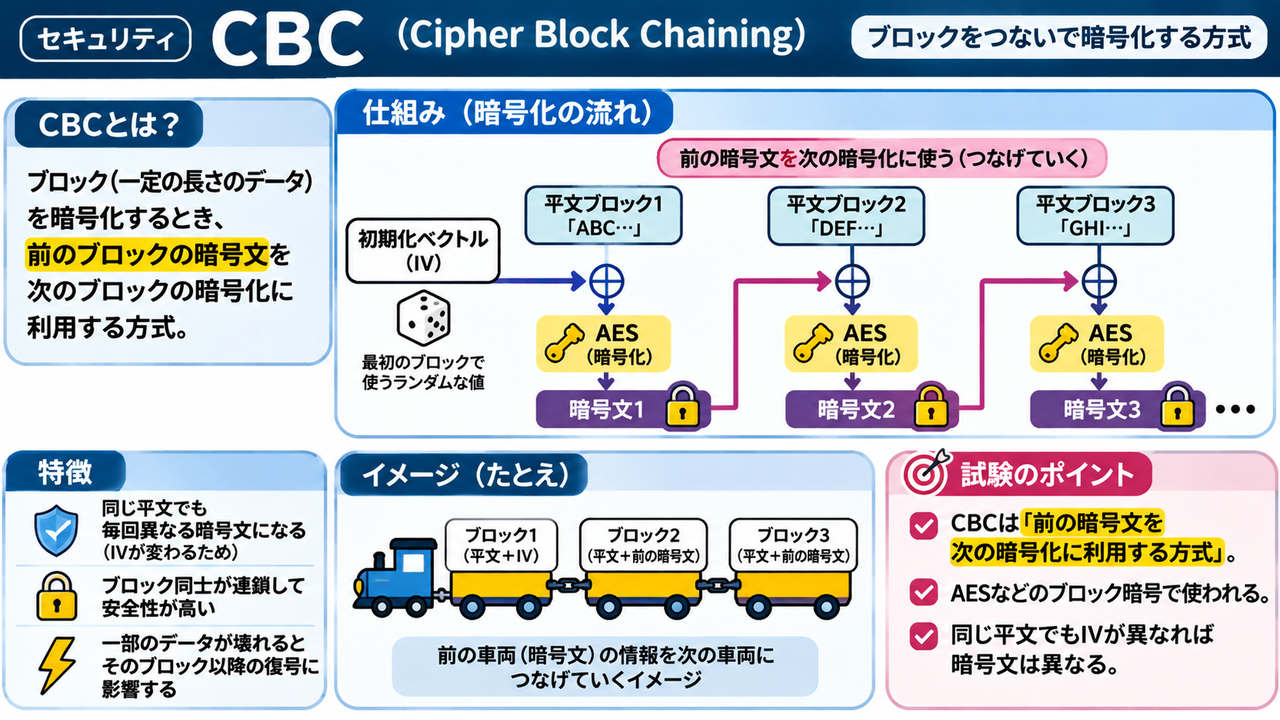 セキュリティ
CBC
（Cipher Block Chaining）
ブロックをつないで暗号化する方式
CBCとは？
ブロック（一定の長さのデータ）
を暗号化するとき、
前のブロックの暗号文を
次のブロックの暗号化に
利用する方式。
仕組み（暗号化の流れ）
前の暗号文を次の暗号化に使う（つなげていく）
初期化ベクトル
（IV）
最初のブロックで
使うランダムな値
平文ブロック1
「ABC…」
AES
（暗号化）
暗号文1
平文ブロック2
「DEF…」
AES
（暗号化）
暗号文2
平文ブロック3
「GHI…」
AES
（暗号化）
暗号文3
•••
特徴
同じ平文でも
毎回異なる暗号文になる
（IVが変わるため）
ブロック同士が連鎖して
安全性が高い
一部のデータが壊れると
そのブロック以降の復号に
影響する
イメージ（たとえ）
ブロック1
（平文＋IV）
ブロック2
（平文＋前の暗号文）
ブロック3
（平文＋前の暗号文）
前の車両（暗号文）の情報を次の車両に
つなげていくイメージ
試験のポイント
CBCは「前の暗号文を
次の暗号化に利用する方式」。
AESなどのブロック暗号で使われる。
同じ平文でもIVが異なれば
暗号文は異なる。